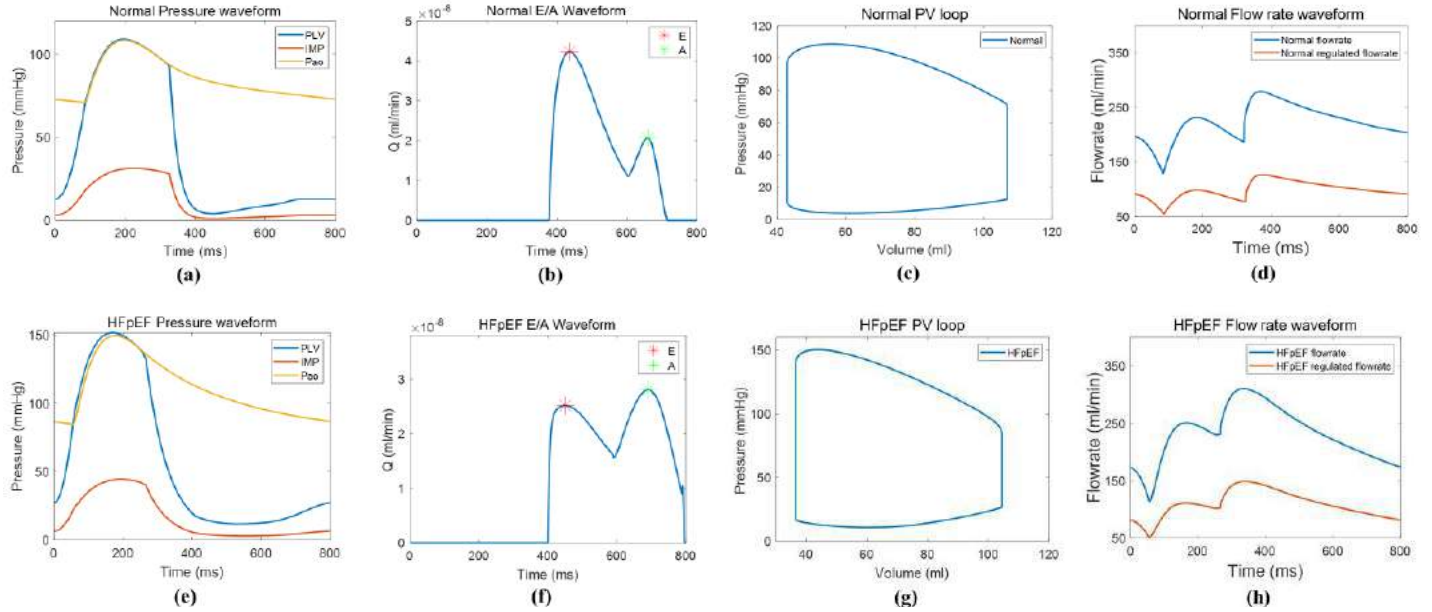 Normal Pressure waveform
PLV
IMP
Pao
Pressure (mmHg)
100
50
0
0 200 400 600 800
Time (ms)
(a)
×10⁻⁸
Normal E/A Waveform
E
A
Q (ml/min)
5
4
3
2
1
0
0 200 400 600 800
Time (ms)
(b)
Normal PV loop
Normal
Pressure (mmHg)
120
100
80
60
40
20
0
40 60 80 100 120
Volume (ml)
(c)
Normal Flow rate waveform
Normal flowrate
Normal regulated flowrate
Flowrate (ml/min)
350
250
150
50
0 200 400 600 800
Time (ms)
(d)
HFpEF Pressure waveform
PLV
IMP
Pao
Pressure (mmHg)
150
100
50
0
0 200 400 600 800
Time (ms)
(e)
×10⁻⁸
HFpEF E/A Waveform
E
A
Q (ml/min)
3
2
1
0
0 200 400 600 800
Time (ms)
(f)
HFpEF PV loop
HFpEF
Pressure (mmHg)
150
100
50
0
40 60 80 100 120
Volume (ml)
(g)
HFpEF Flow rate waveform
HFpEF flowrate
HFpEF regulated flowrate
Flowrate (ml/min)
350
250
150
50
0 200 400 600 800
Time (ms)
(h)